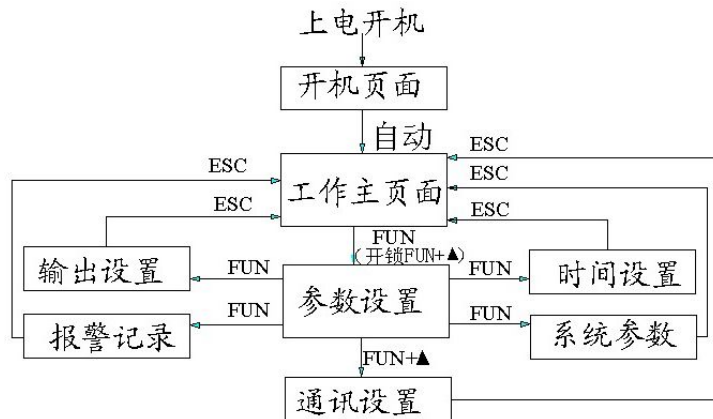 上电开机
开机页面
自动
ESC
ESC
工作主页面
ESC
ESC
ESC
FUN
(开锁FUN+▲)
输出设置
FUN
参数设置
FUN
时间设置
报警记录
FUN
FUN
系统参数
FUN+▲
通讯设置